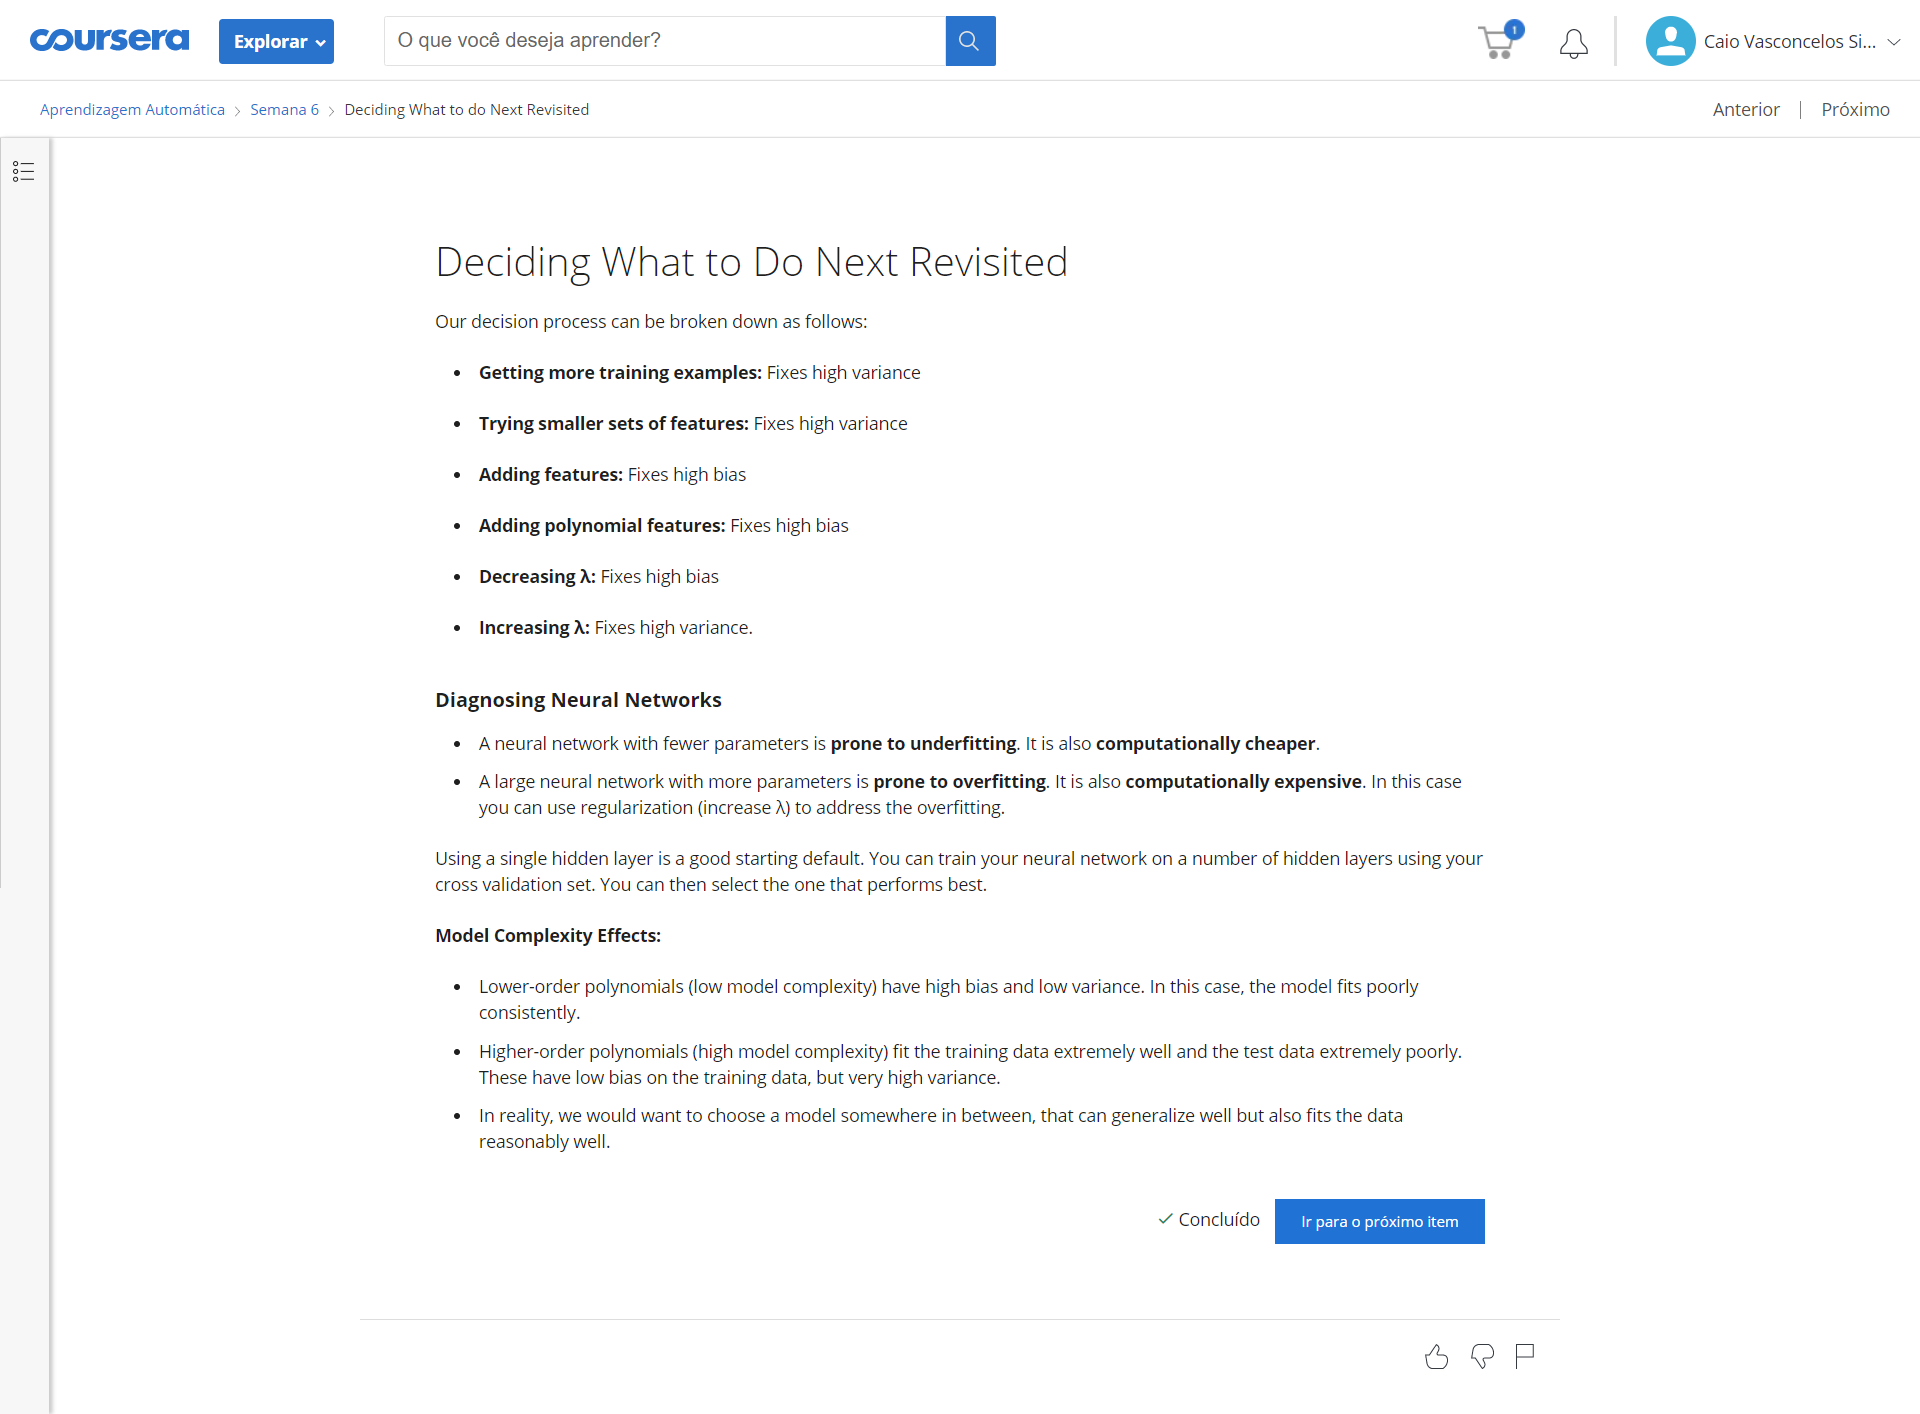 coursera
Explorar
O que você deseja aprender?
1
Caio Vasconcelos Si...
Aprendizagem Automática
Semana 6
Deciding What to do Next Revisited
Anterior
Próximo
Deciding What to Do Next Revisited
Our decision process can be broken down as follows:
Getting more training examples: Fixes high variance
Trying smaller sets of features: Fixes high variance
Adding features: Fixes high bias
Adding polynomial features: Fixes high bias
Decreasing λ: Fixes high bias
Increasing λ: Fixes high variance.
Diagnosing Neural Networks
A neural network with fewer parameters is prone to underfitting. It is also computationally cheaper.
A large neural network with more parameters is prone to overfitting. It is also computationally expensive. In this case
you can use regularization (increase λ) to address the overfitting.
Using a single hidden layer is a good starting default. You can train your neural network on a number of hidden layers using your
cross validation set. You can then select the one that performs best.
Model Complexity Effects:
Lower-order polynomials (low model complexity) have high bias and low variance. In this case, the model fits poorly
consistently.
Higher-order polynomials (high model complexity) fit the training data extremely well and the test data extremely poorly.
These have low bias on the training data, but very high variance.
In reality, we would want to choose a model somewhere in between, that can generalize well but also fits the data
reasonably well.
Concluído
Ir para o próximo item